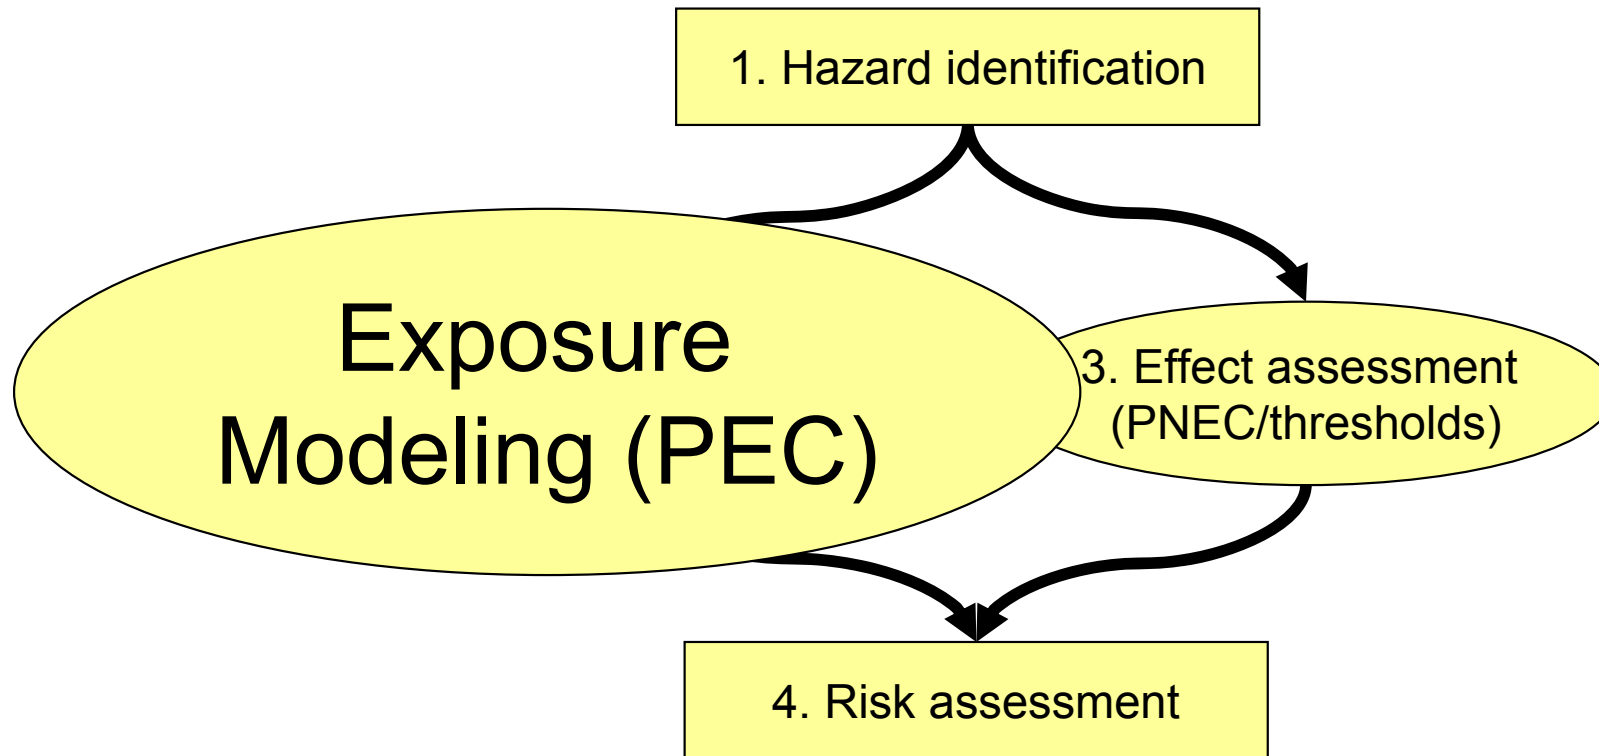 1. Hazard identification
Exposure
Modeling (PEC)
3. Effect assessment
(PNEC/thresholds)
4. Risk assessment